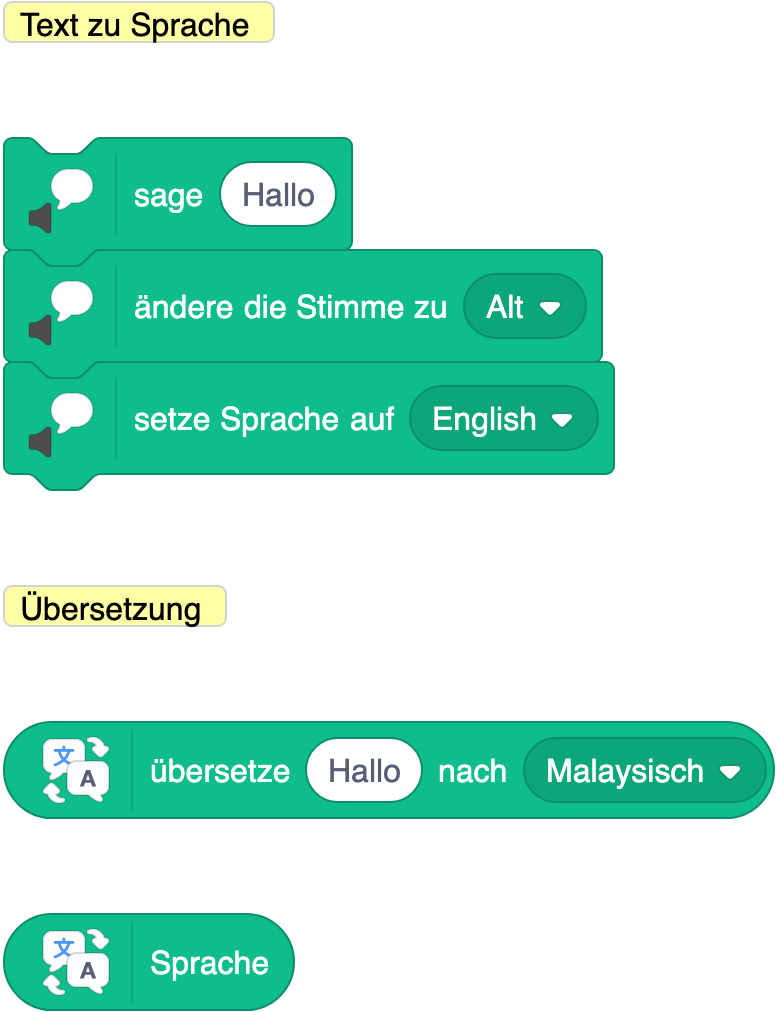 Text zu Sprache
sage Hallo
ändere die Stimme zu Alt
setze Sprache auf English
Übersetzung
文 A übersetze Hallo nach Malaysisch
文 A Sprache